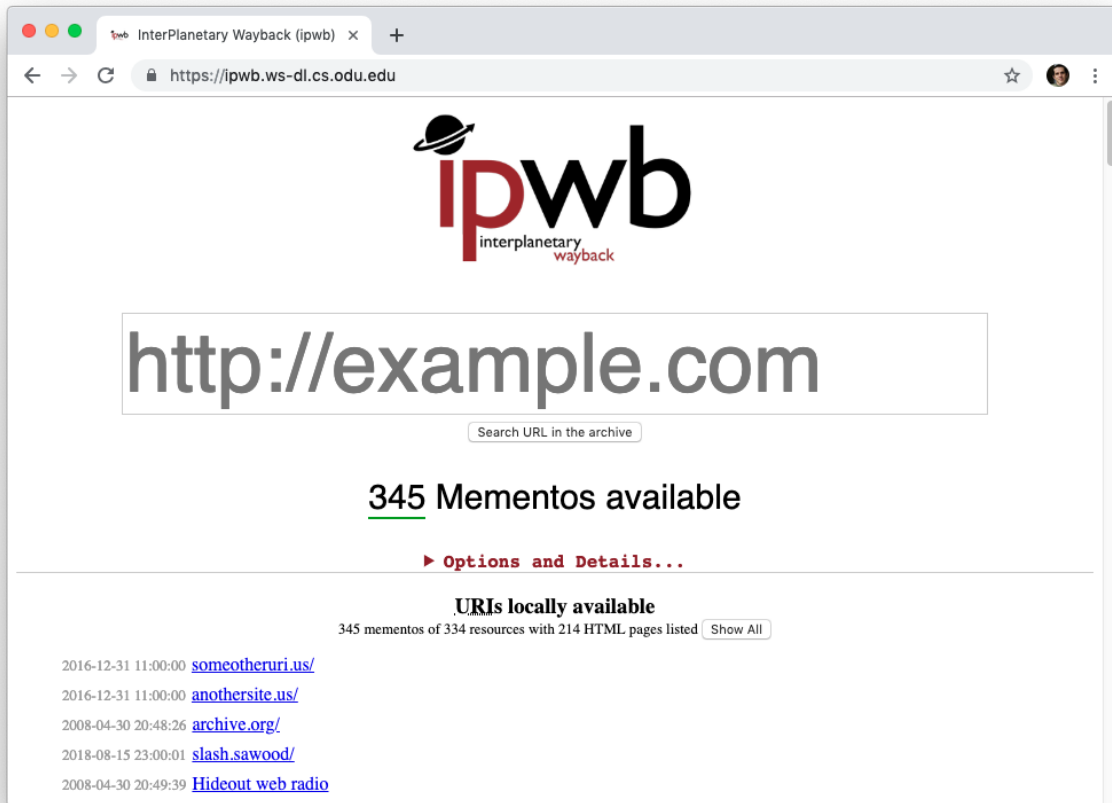 ipwb InterPlanetary Wayback (ipwb)
https://ipwb.ws-dl.cs.odu.edu
ipwb
interplanetary
wayback
http://example.com
Search URL in the archive
345 Mementos available
Options and Details...
URIs locally available
345 mementos of 334 resources with 214 HTML pages listed Show All
2016-12-31 11:00:00 someotheruri.us/
2016-12-31 11:00:00 anothersite.us/
2008-04-30 20:48:26 archive.org/
2018-08-15 23:00:01 slash.sawood/
2008-04-30 20:49:39 Hideout web radio